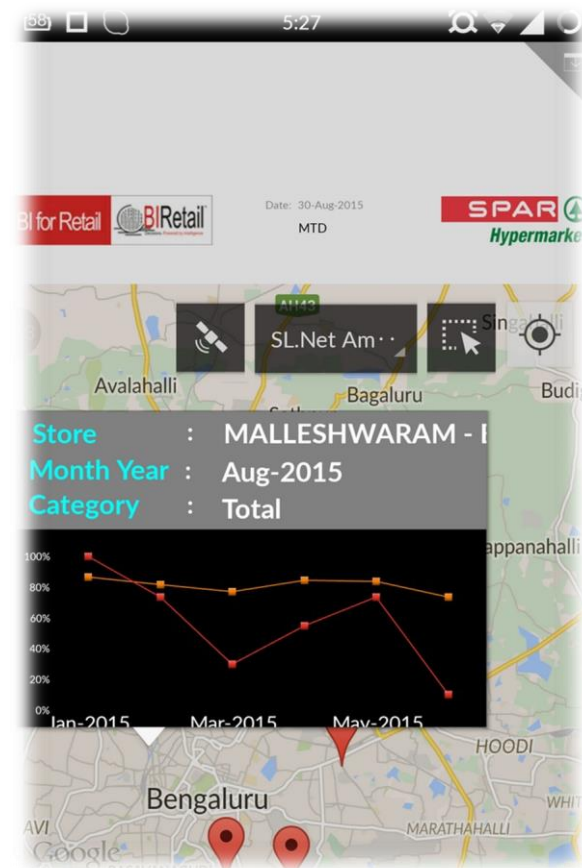 58
5:27
BI for Retail
BIRetail
Date: 30-Aug-2015
MTD
SPAR
Hypermarke
AH43
SL.Net Am··
Singa
Avalahalli
Bagaluru
Budi
Store : MALLESHWARAM -
Month Year : Aug-2015
Category : Total
appanahalli
100%
80%
60%
40%
20%
0%
Jan-2015 Mar-2015 May-2015
HOODI
Bengaluru
WHIT
AVI
MARATHAHALLI
Google